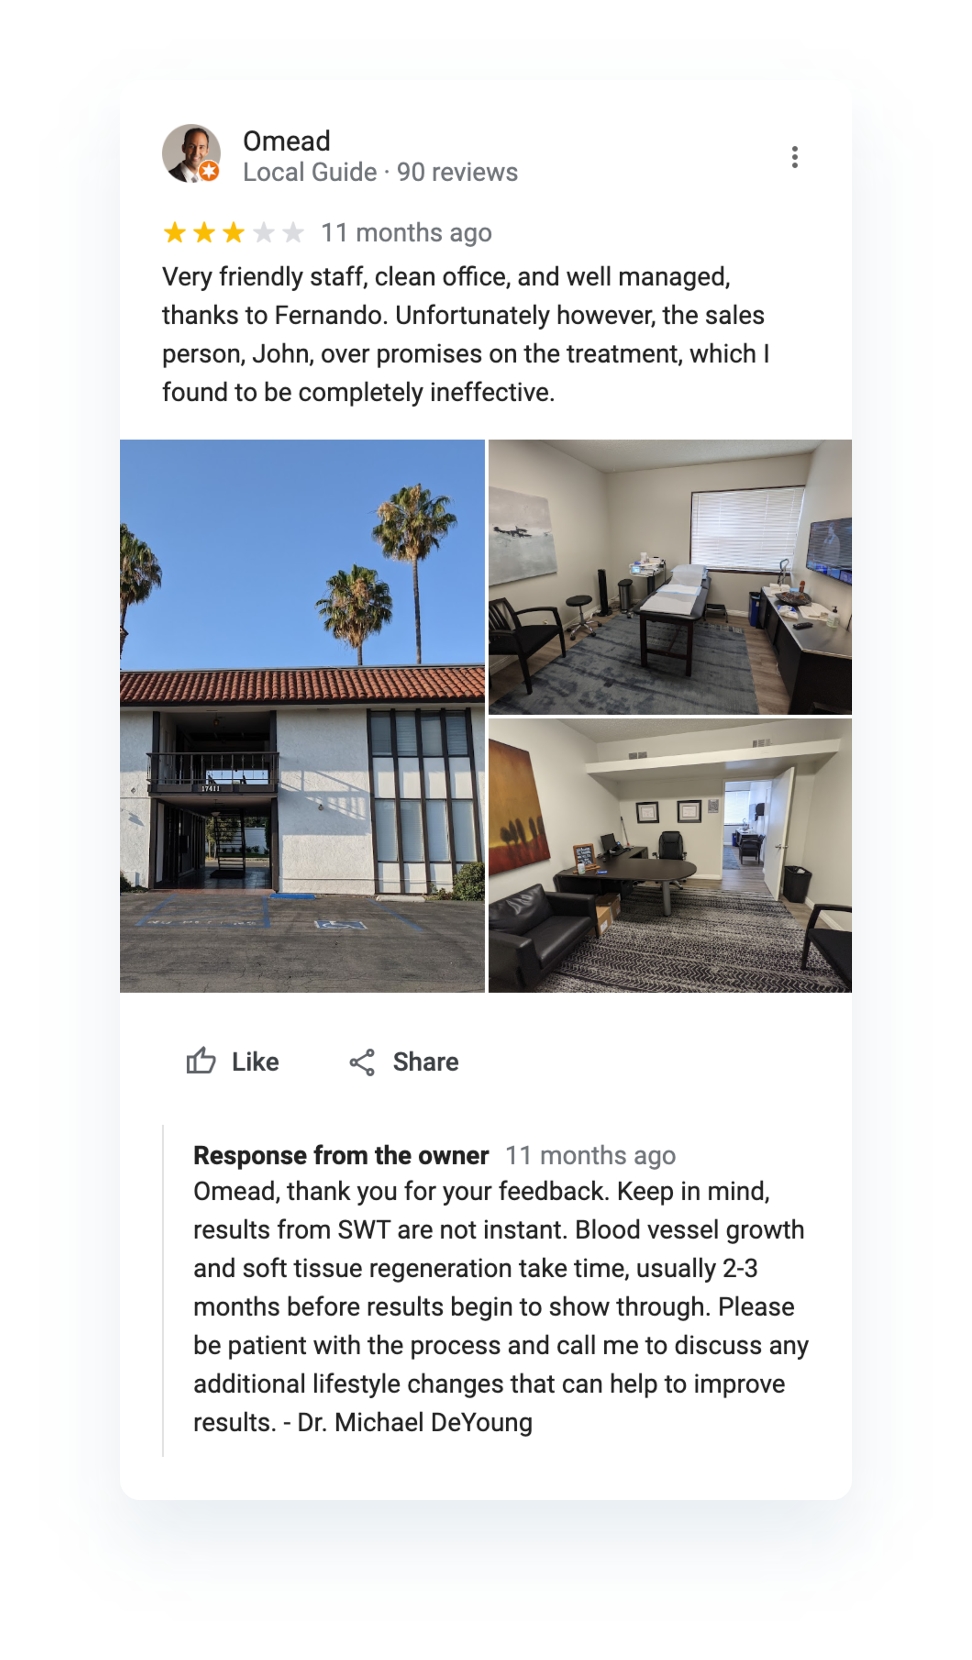 Omead
Local Guide · 90 reviews
11 months ago
Very friendly staff, clean office, and well managed,
thanks to Fernando. Unfortunately however, the sales
person, John, over promises on the treatment, which I
found to be completely ineffective.
17411
Like
Share
Response from the owner 11 months ago
Omead, thank you for your feedback. Keep in mind,
results from SWT are not instant. Blood vessel growth
and soft tissue regeneration take time, usually 2-3
months before results begin to show through. Please
be patient with the process and call me to discuss any
additional lifestyle changes that can help to improve
results. - Dr. Michael DeYoung